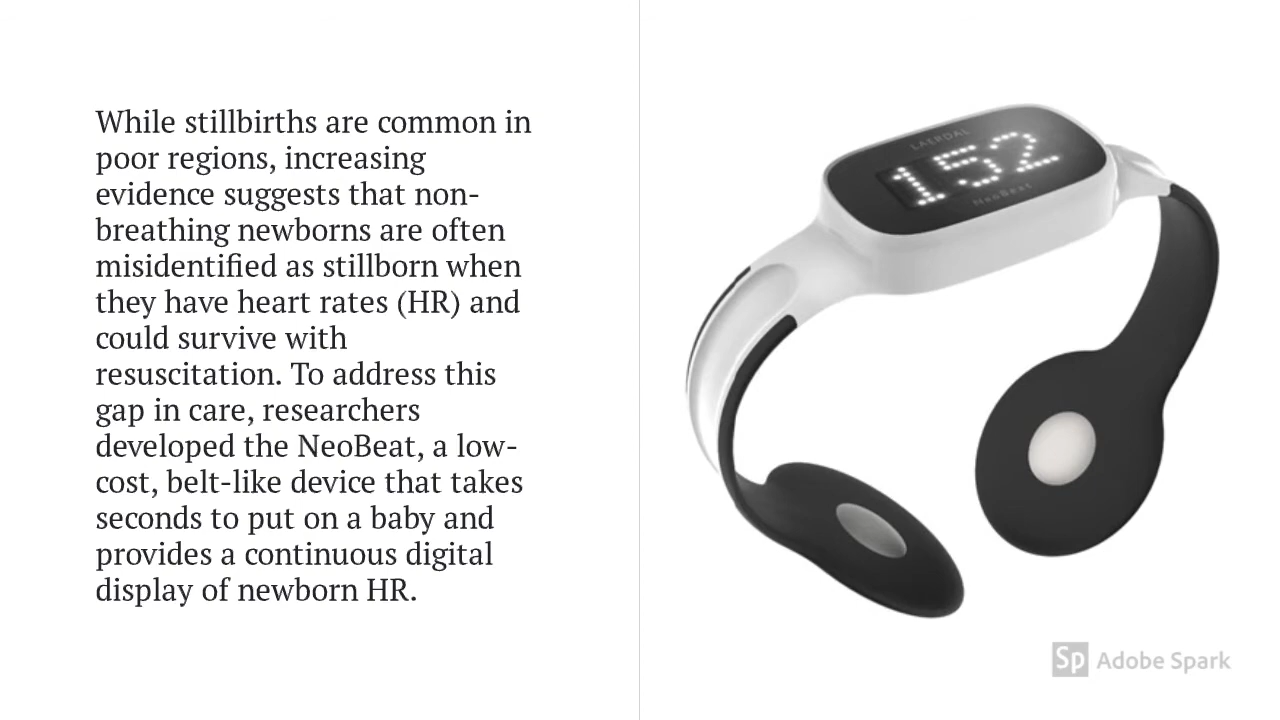 While stillbirths are common in
poor regions, increasing
evidence suggests that non-
breathing newborns are often
misidentified as stillborn when
they have heart rates (HR) and
could survive with
resuscitation. To address this
gap in care, researchers
developed the NeoBeat, a low-
cost, belt-like device that takes
seconds to put on a baby and
provides a continuous digital
display of newborn HR.
LAERDAL
152
NeoBeat
Sp Adobe Spark